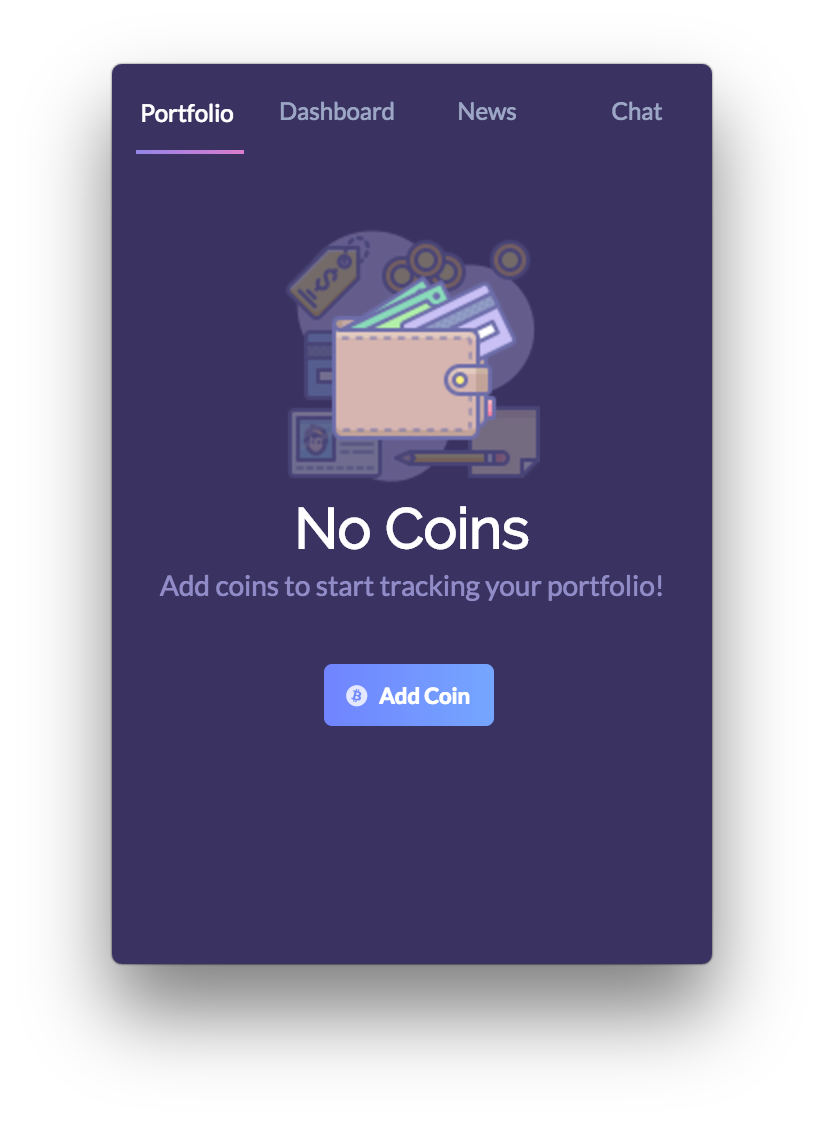 Portfolio Dashboard News Chat
$
No Coins
Add coins to start tracking your portfolio!
Add Coin